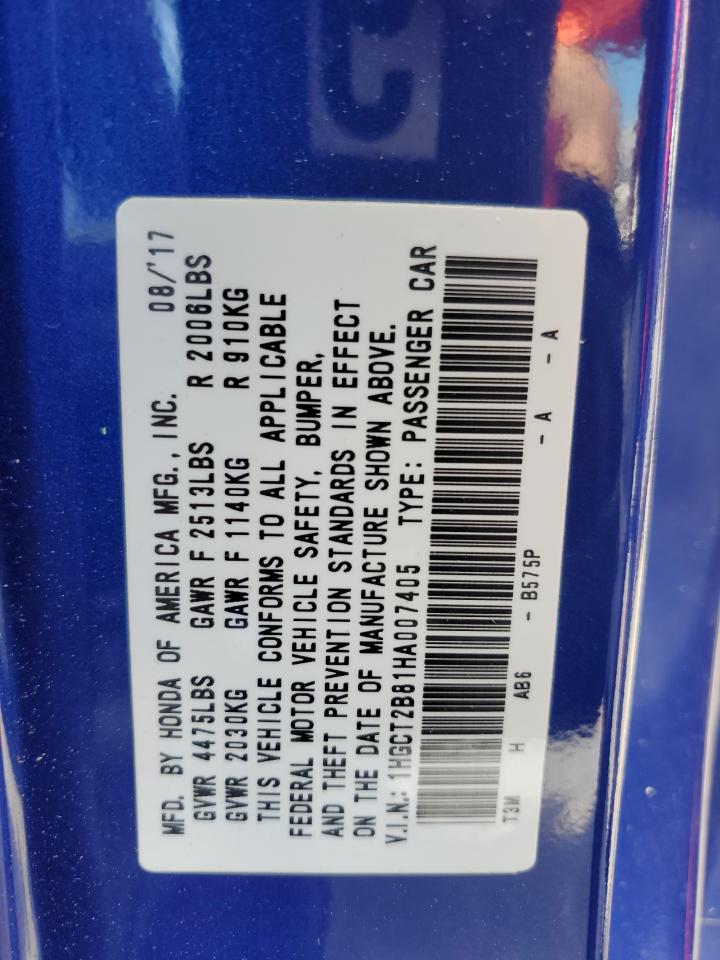 MFD. BY HONDA OF AMERICA MFG., INC. 08/'17
GVWR 4475LBS GAWR F 2513LBS R 2006LBS
GVWR 2030KG GAWR F 1140KG R 910KG
THIS VEHICLE CONFORMS TO ALL APPLICABLE
FEDERAL MOTOR VEHICLE SAFETY, BUMPER,
AND THEFT PREVENTION STANDARDS IN EFFECT
ON THE DATE OF MANUFACTURE SHOWN ABOVE.
V.I.N.: 1HGCT2B81HA007405 TYPE: PASSENGER CAR
T3M H AB6 - B575P - A - A